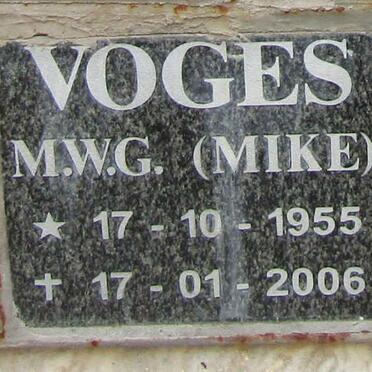 VOGES
M.W.G. (MIKE)
★ 17 - 10 - 1955
✝ 17 - 01 - 2006